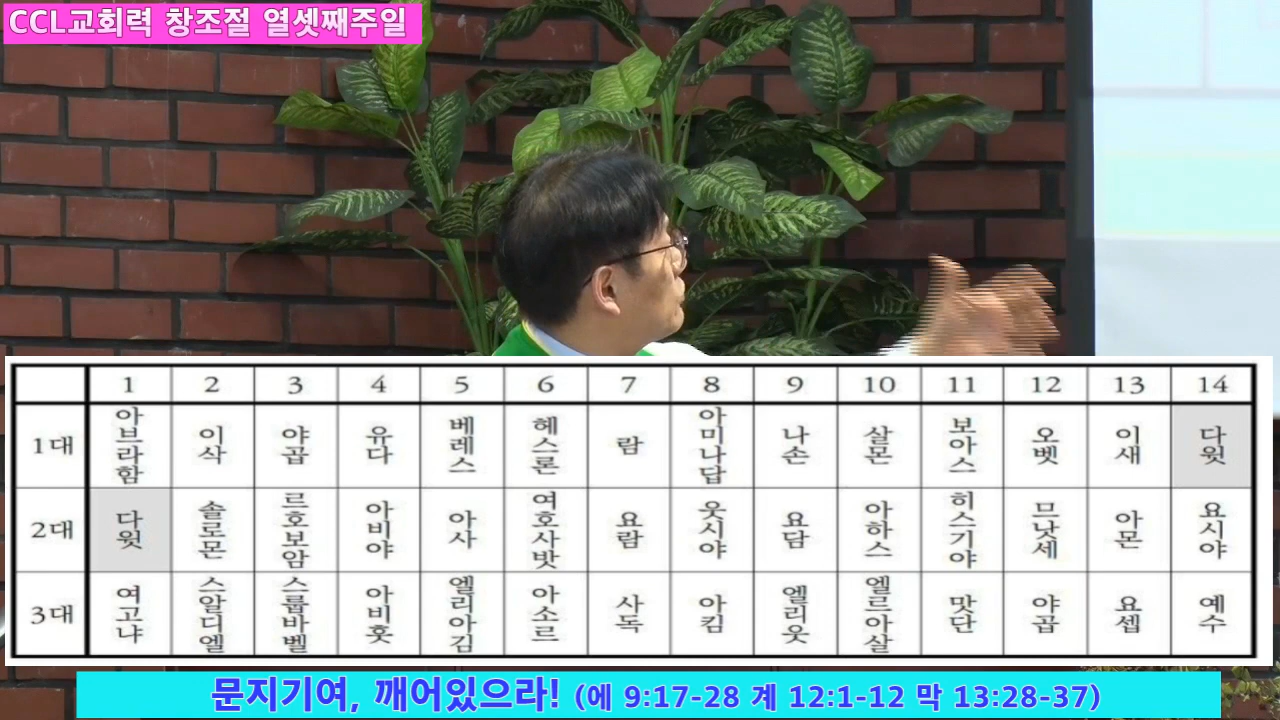 CCL교회력 창조절 열셋째주일
1 2 3 4 5 6 7 8 9 10 11 12 13 14
1대 아브라함 이삭 야곱 유다 베레스 헤스론 람 아미나답 나손 살몬 보아스 오벳 이새 다윗
2대 다윗 솔로몬 르호보암 아비야 아사 여호사밧 요람 웃시야 요담 아하스 히스기야 므낫세 아몬 요시야
3대 여고냐 스알디엘 스룹바벨 아비훗 엘리아김 아소르 사독 아킴 엘리웃 엘르아살 맛단 야곱 요셉 예수
문지기여, 깨어있으라! (에 9:17-28 계 12:1-12 막 13:28-37)